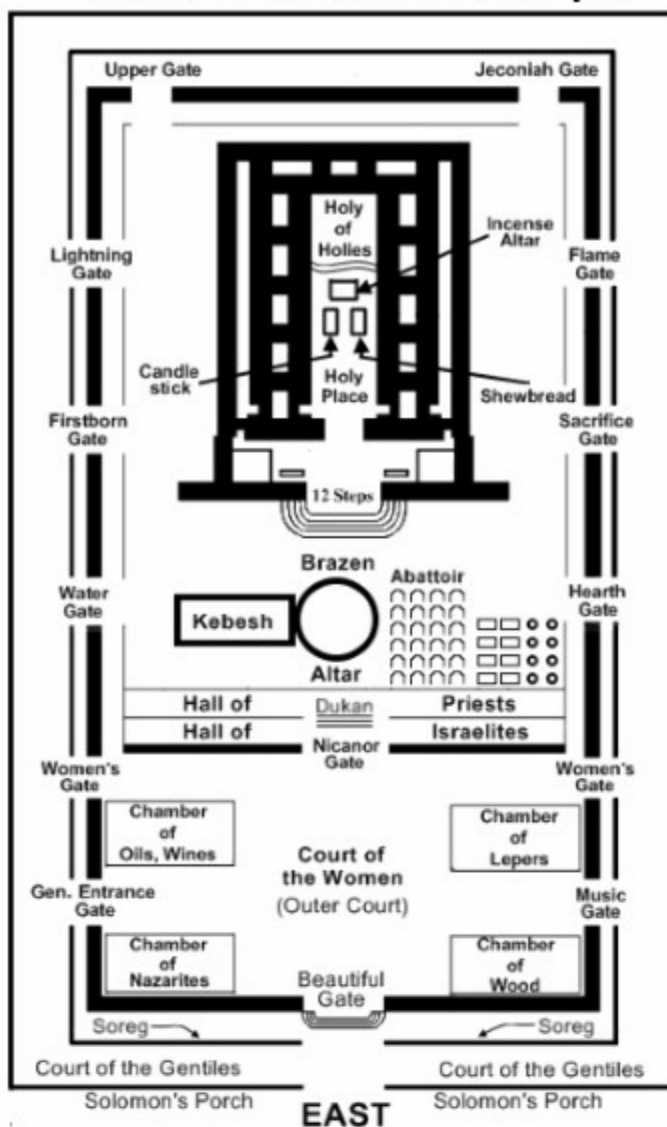 Upper Gate
Jeconiah Gate
Holy
of
Holies
Incense
Altar
Lightning
Gate
Flame
Gate
Candle
stick
Holy
Place
Shewbread
Firstborn
Gate
Sacrifice
Gate
12 Steps
Brazen
Altar
Abattoir
Water
Gate
Kebesh
Hearth
Gate
Hall of
Dukan
Priests
Hall of
Israelites
Nicanor
Gate
Women's
Gate
Women's
Gate
Chamber
of
Oils, Wines
Chamber
of
Lepers
Court of
the Women
(Outer Court)
Gen. Entrance
Gate
Music
Gate
Chamber
of
Nazarites
Chamber
of
Wood
Beautiful
Gate
Soreg
Soreg
Court of the Gentiles
Court of the Gentiles
Solomon's Porch
Solomon's Porch
EAST